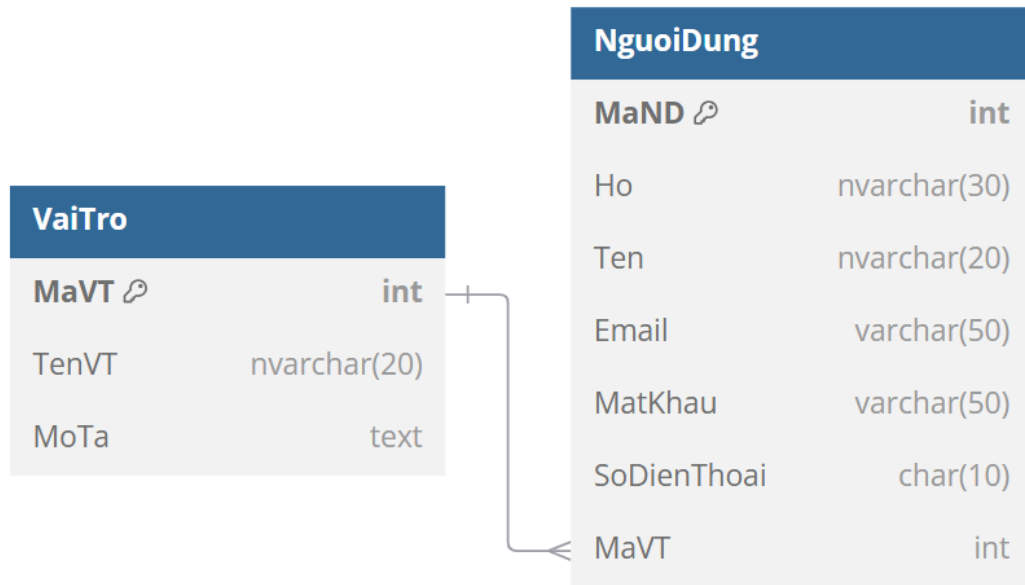 VaiTro
MaVT int
TenVT nvarchar(20)
MoTa text
NguoiDung
MaND int
Ho nvarchar(30)
Ten nvarchar(20)
Email varchar(50)
MatKhau varchar(50)
SoDienThoai char(10)
MaVT int